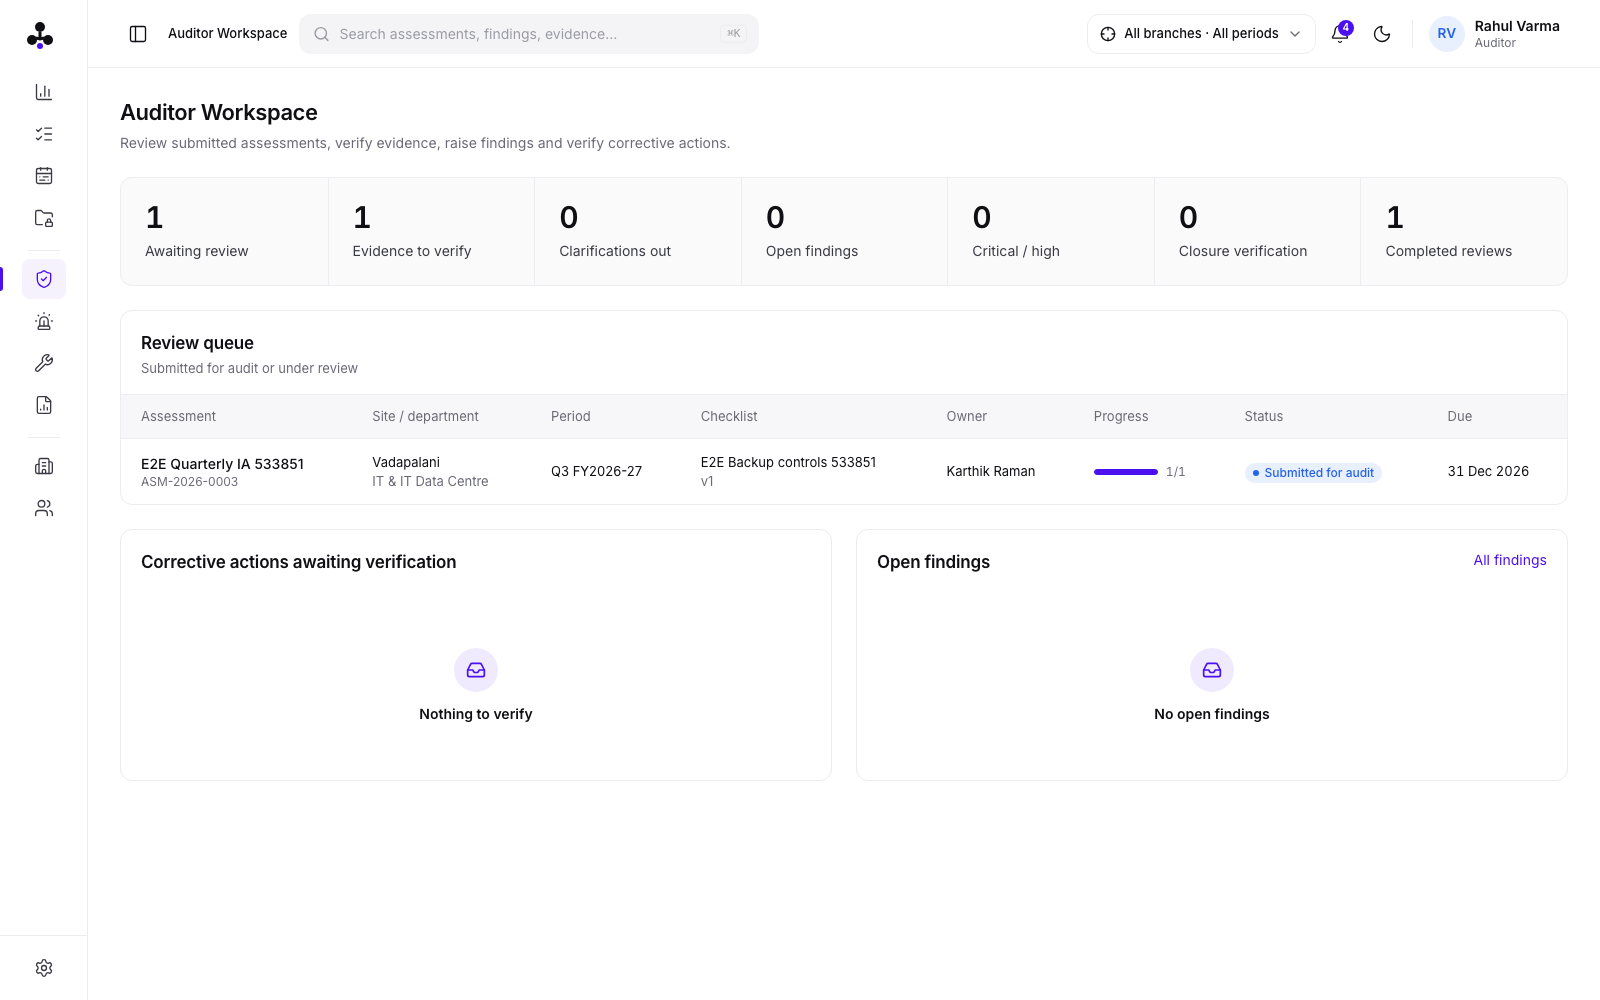 Auditor Workspace
Search assessments, findings, evidence...
⌘K
All branches · All periods
4
RV
Rahul Varma
Auditor
Auditor Workspace
Review submitted assessments, verify evidence, raise findings and verify corrective actions.
1
Awaiting review
1
Evidence to verify
0
Clarifications out
0
Open findings
0
Critical / high
0
Closure verification
1
Completed reviews
Review queue
Submitted for audit or under review
Assessment Site / department Period Checklist Owner Progress Status Due
E2E Quarterly IA 533851
ASM-2026-0003
Vadapalani
IT & IT Data Centre
Q3 FY2026-27
E2E Backup controls 533851
v1
Karthik Raman
1/1
Submitted for audit
31 Dec 2026
Corrective actions awaiting verification
Nothing to verify
Open findings
All findings
No open findings